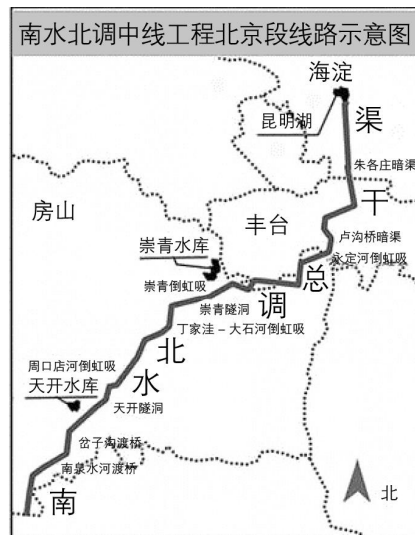 南水北调中线工程北京段线路示意图
海淀
昆明湖
渠
朱各庄暗渠
房山
干
丰台
卢沟桥暗渠
永定河倒虹吸
崇青水库
总
崇青倒虹吸
崇青隧洞
调
丁家洼－大石河倒虹吸
北
周口店河倒虹吸
水
天开水库
天开隧洞
岔子沟渡桥
南泉水河渡桥
南
北